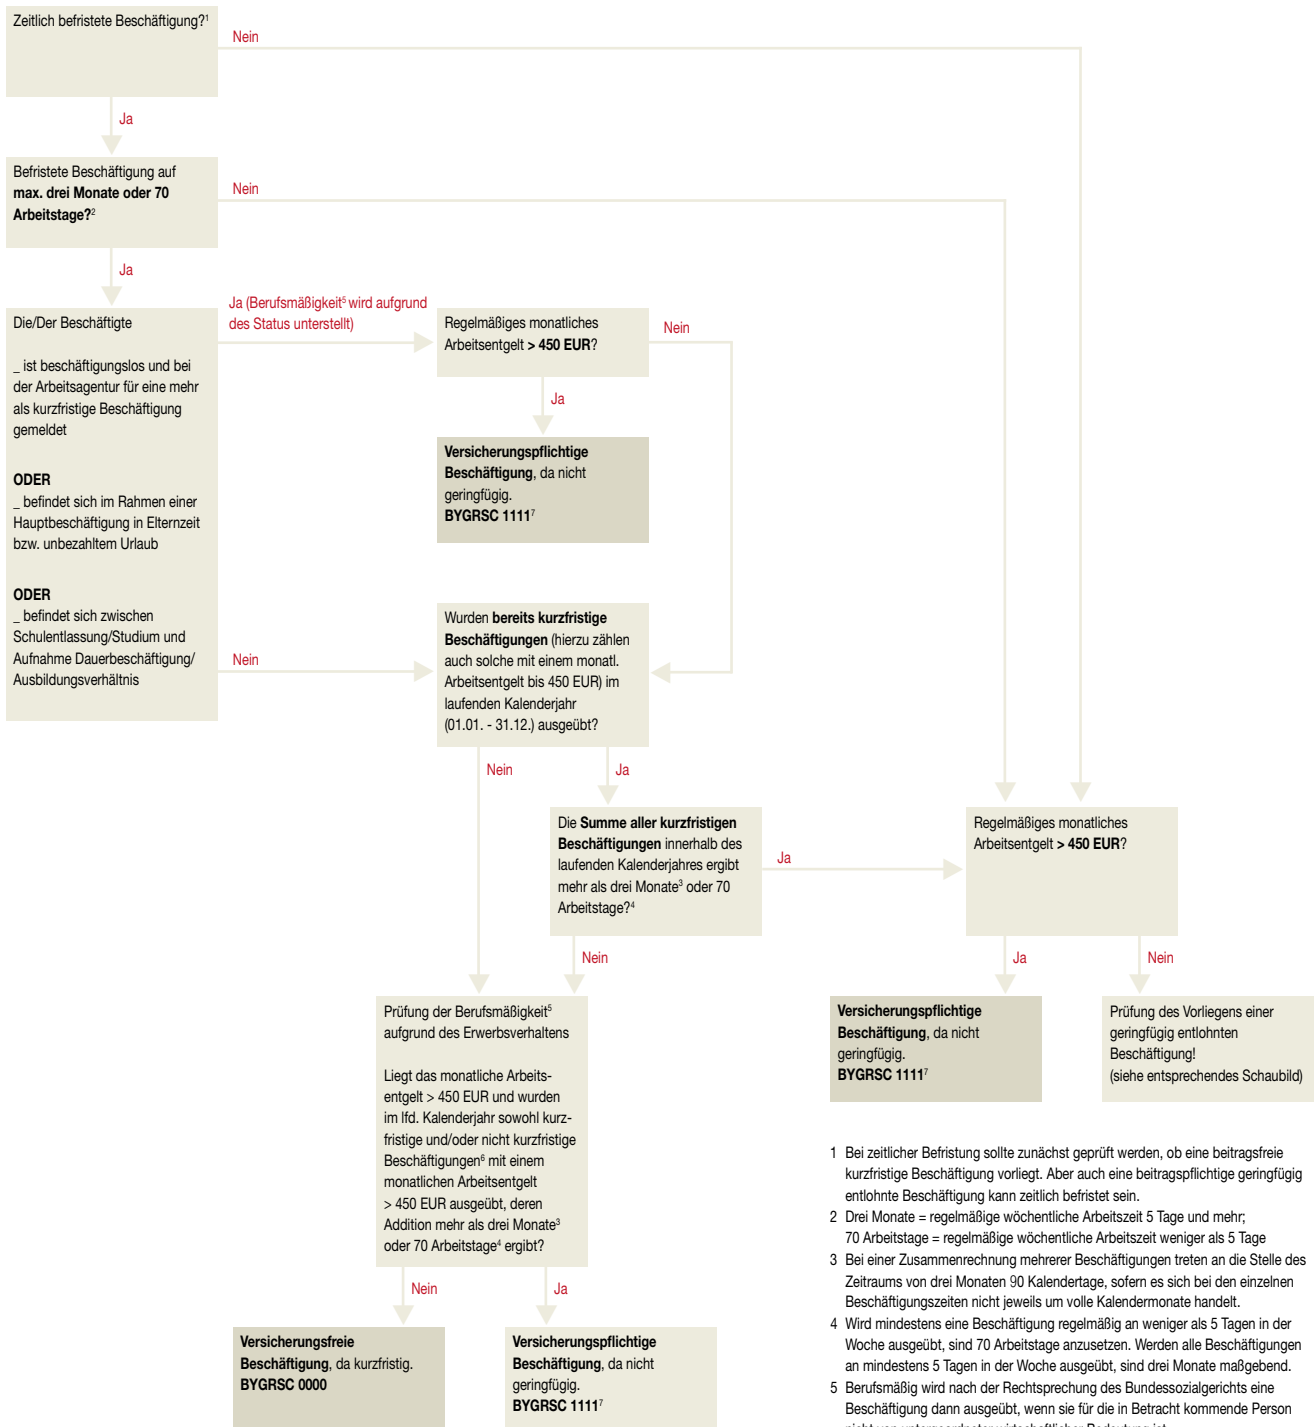 Zeitlich befristete Beschäftigung?¹
Nein
Ja
Befristete Beschäftigung auf
max. drei Monate oder 70
Arbeitstage?²
Nein
Ja
Die/Der Beschäftigte
_ ist beschäftigungslos und bei
der Arbeitsagentur für eine mehr
als kurzfristige Beschäftigung
gemeldet
ODER
_ befindet sich im Rahmen einer
Hauptbeschäftigung in Elternzeit
bzw. unbezahltem Urlaub
ODER
_ befindet sich zwischen
Schulentlassung/Studium und
Aufnahme Dauerbeschäftigung/
Ausbildungsverhältnis
Ja (Berufsmäßigkeit⁵ wird aufgrund
des Status unterstellt)
Regelmäßiges monatliches
Arbeitsentgelt > 450 EUR?
Nein
Ja
Versicherungspflichtige
Beschäftigung, da nicht
geringfügig.
BYGRSC 1111⁷
Nein
Wurden bereits kurzfristige
Beschäftigungen (hierzu zählen
auch solche mit einem monatl.
Arbeitsentgelt bis 450 EUR) im
laufenden Kalenderjahr
(01.01. - 31.12.) ausgeübt?
Nein
Ja
Die Summe aller kurzfristigen
Beschäftigungen innerhalb des
laufenden Kalenderjahres ergibt
mehr als drei Monate³ oder 70
Arbeitstage?⁴
Ja
Regelmäßiges monatliches
Arbeitsentgelt > 450 EUR?
Nein
Ja
Nein
Prüfung der Berufsmäßigkeit⁵
aufgrund des Erwerbsverhaltens
Liegt das monatliche Arbeits-
entgelt > 450 EUR und wurden
im lfd. Kalenderjahr sowohl kurz-
fristige und/oder nicht kurzfristige
Beschäftigungen⁶ mit einem
monatlichen Arbeitsentgelt
> 450 EUR ausgeübt, deren
Addition mehr als drei Monate³
oder 70 Arbeitstage⁴ ergibt?
Versicherungspflichtige
Beschäftigung, da nicht
geringfügig.
BYGRSC 1111⁷
Prüfung des Vorliegens einer
geringfügig entlohnten
Beschäftigung!
(siehe entsprechendes Schaubild)
Nein
Ja
Versicherungsfreie
Beschäftigung, da kurzfristig.
BYGRSC 0000
Versicherungspflichtige
Beschäftigung, da nicht
geringfügig.
BYGRSC 1111⁷
1 Bei zeitlicher Befristung sollte zunächst geprüft werden, ob eine beitragsfreie
kurzfristige Beschäftigung vorliegt. Aber auch eine beitragspflichtige geringfügig
entlohnte Beschäftigung kann zeitlich befristet sein.
2 Drei Monate = regelmäßige wöchentliche Arbeitszeit 5 Tage und mehr;
70 Arbeitstage = regelmäßige wöchentliche Arbeitszeit weniger als 5 Tage
3 Bei einer Zusammenrechnung mehrerer Beschäftigungen treten an die Stelle des
Zeitraums von drei Monaten 90 Kalendertage, sofern es sich bei den einzelnen
Beschäftigungszeiten nicht jeweils um volle Kalendermonate handelt.
4 Wird mindestens eine Beschäftigung regelmäßig an weniger als 5 Tagen in der
Woche ausgeübt, sind 70 Arbeitstage anzusetzen. Werden alle Beschäftigungen
an mindestens 5 Tagen in der Woche ausgeübt, sind drei Monate maßgebend.
5 Berufsmäßig wird nach der Rechtsprechung des Bundessozialgerichts eine
Beschäftigung dann ausgeübt, wenn sie für die in Betracht kommende Person
nicht von untergeordneter wirtschaftlicher Bedeutung ist.